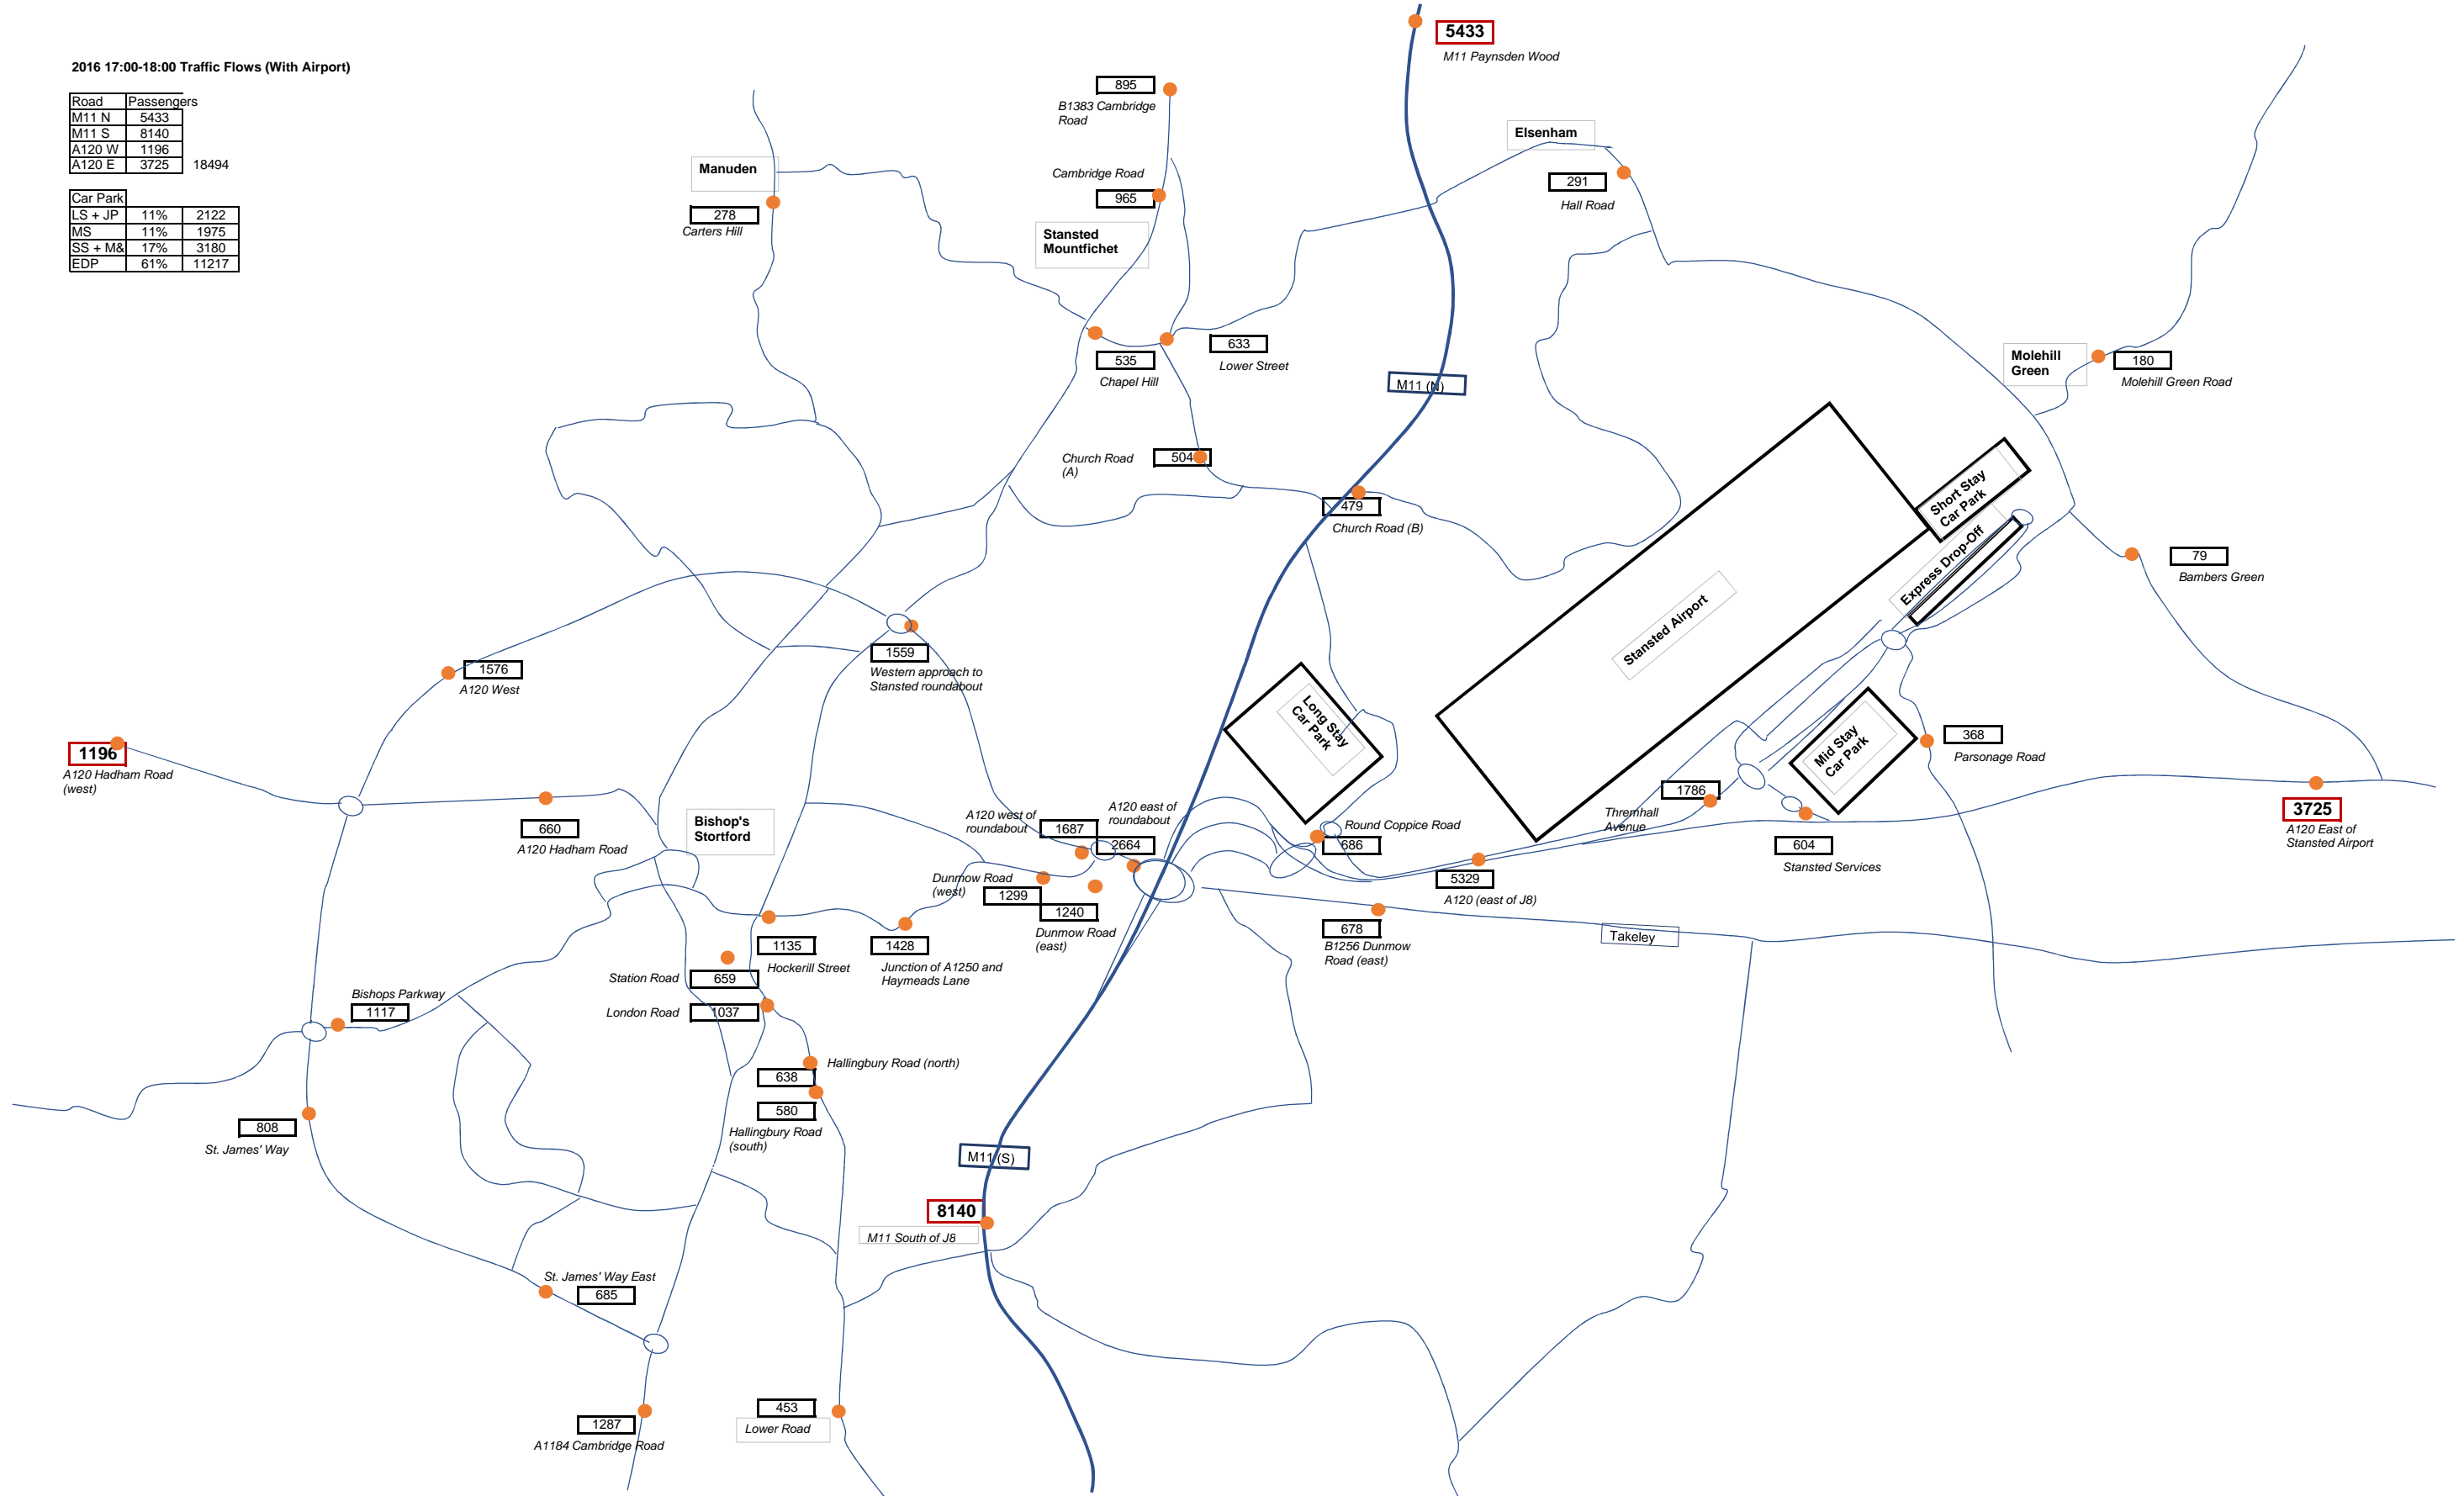 2016 17:00-18:00 Traffic Flows (With Airport)
Road Passengers
M11 N 5433
M11 S 8140
A120 W 1196
A120 E 3725 18494
Car Park
LS + JP 11% 2122
MS 11% 1975
SS + M& 17% 3180
EDP 61% 11217
5433
M11 Paynsden Wood
895
B1383 Cambridge
Road
Elsenham
Manuden
Cambridge Road
965
291
Hall Road
278
Carters Hill
Stansted
Mountfichet
633
Lower Street
535
Chapel Hill
M11 (N)
Molehill
Green
180
Molehill Green Road
Church Road
(A)
504
479
Church Road (B)
Short Stay
Car Park
Express Drop-Off
79
Bambers Green
Stansted Airport
1559
Western approach to
Stansted roundabout
1576
A120 West
Long Stay
Car Park
Mid Stay
Car Park
368
Parsonage Road
1196
A120 Hadham Road
(west)
1786
Thremhall
Avenue
3725
A120 East of
Stansted Airport
660
A120 Hadham Road
Bishop's
Stortford
A120 west of
roundabout
1687
A120 east of
roundabout
2664
Round Coppice Road
686
604
Stansted Services
Dunmow Road
(west)
1299
1240
Dunmow Road
(east)
5329
A120 (east of J8)
678
B1256 Dunmow
Road (east)
Takeley
1135
Hockerill Street
1428
Junction of A1250 and
Haymeads Lane
Station Road
659
London Road
1037
Bishops Parkway
1117
Hallingbury Road (north)
638
580
Hallingbury Road
(south)
808
St. James' Way
M11 (S)
8140
M11 South of J8
St. James' Way East
685
453
Lower Road
1287
A1184 Cambridge Road